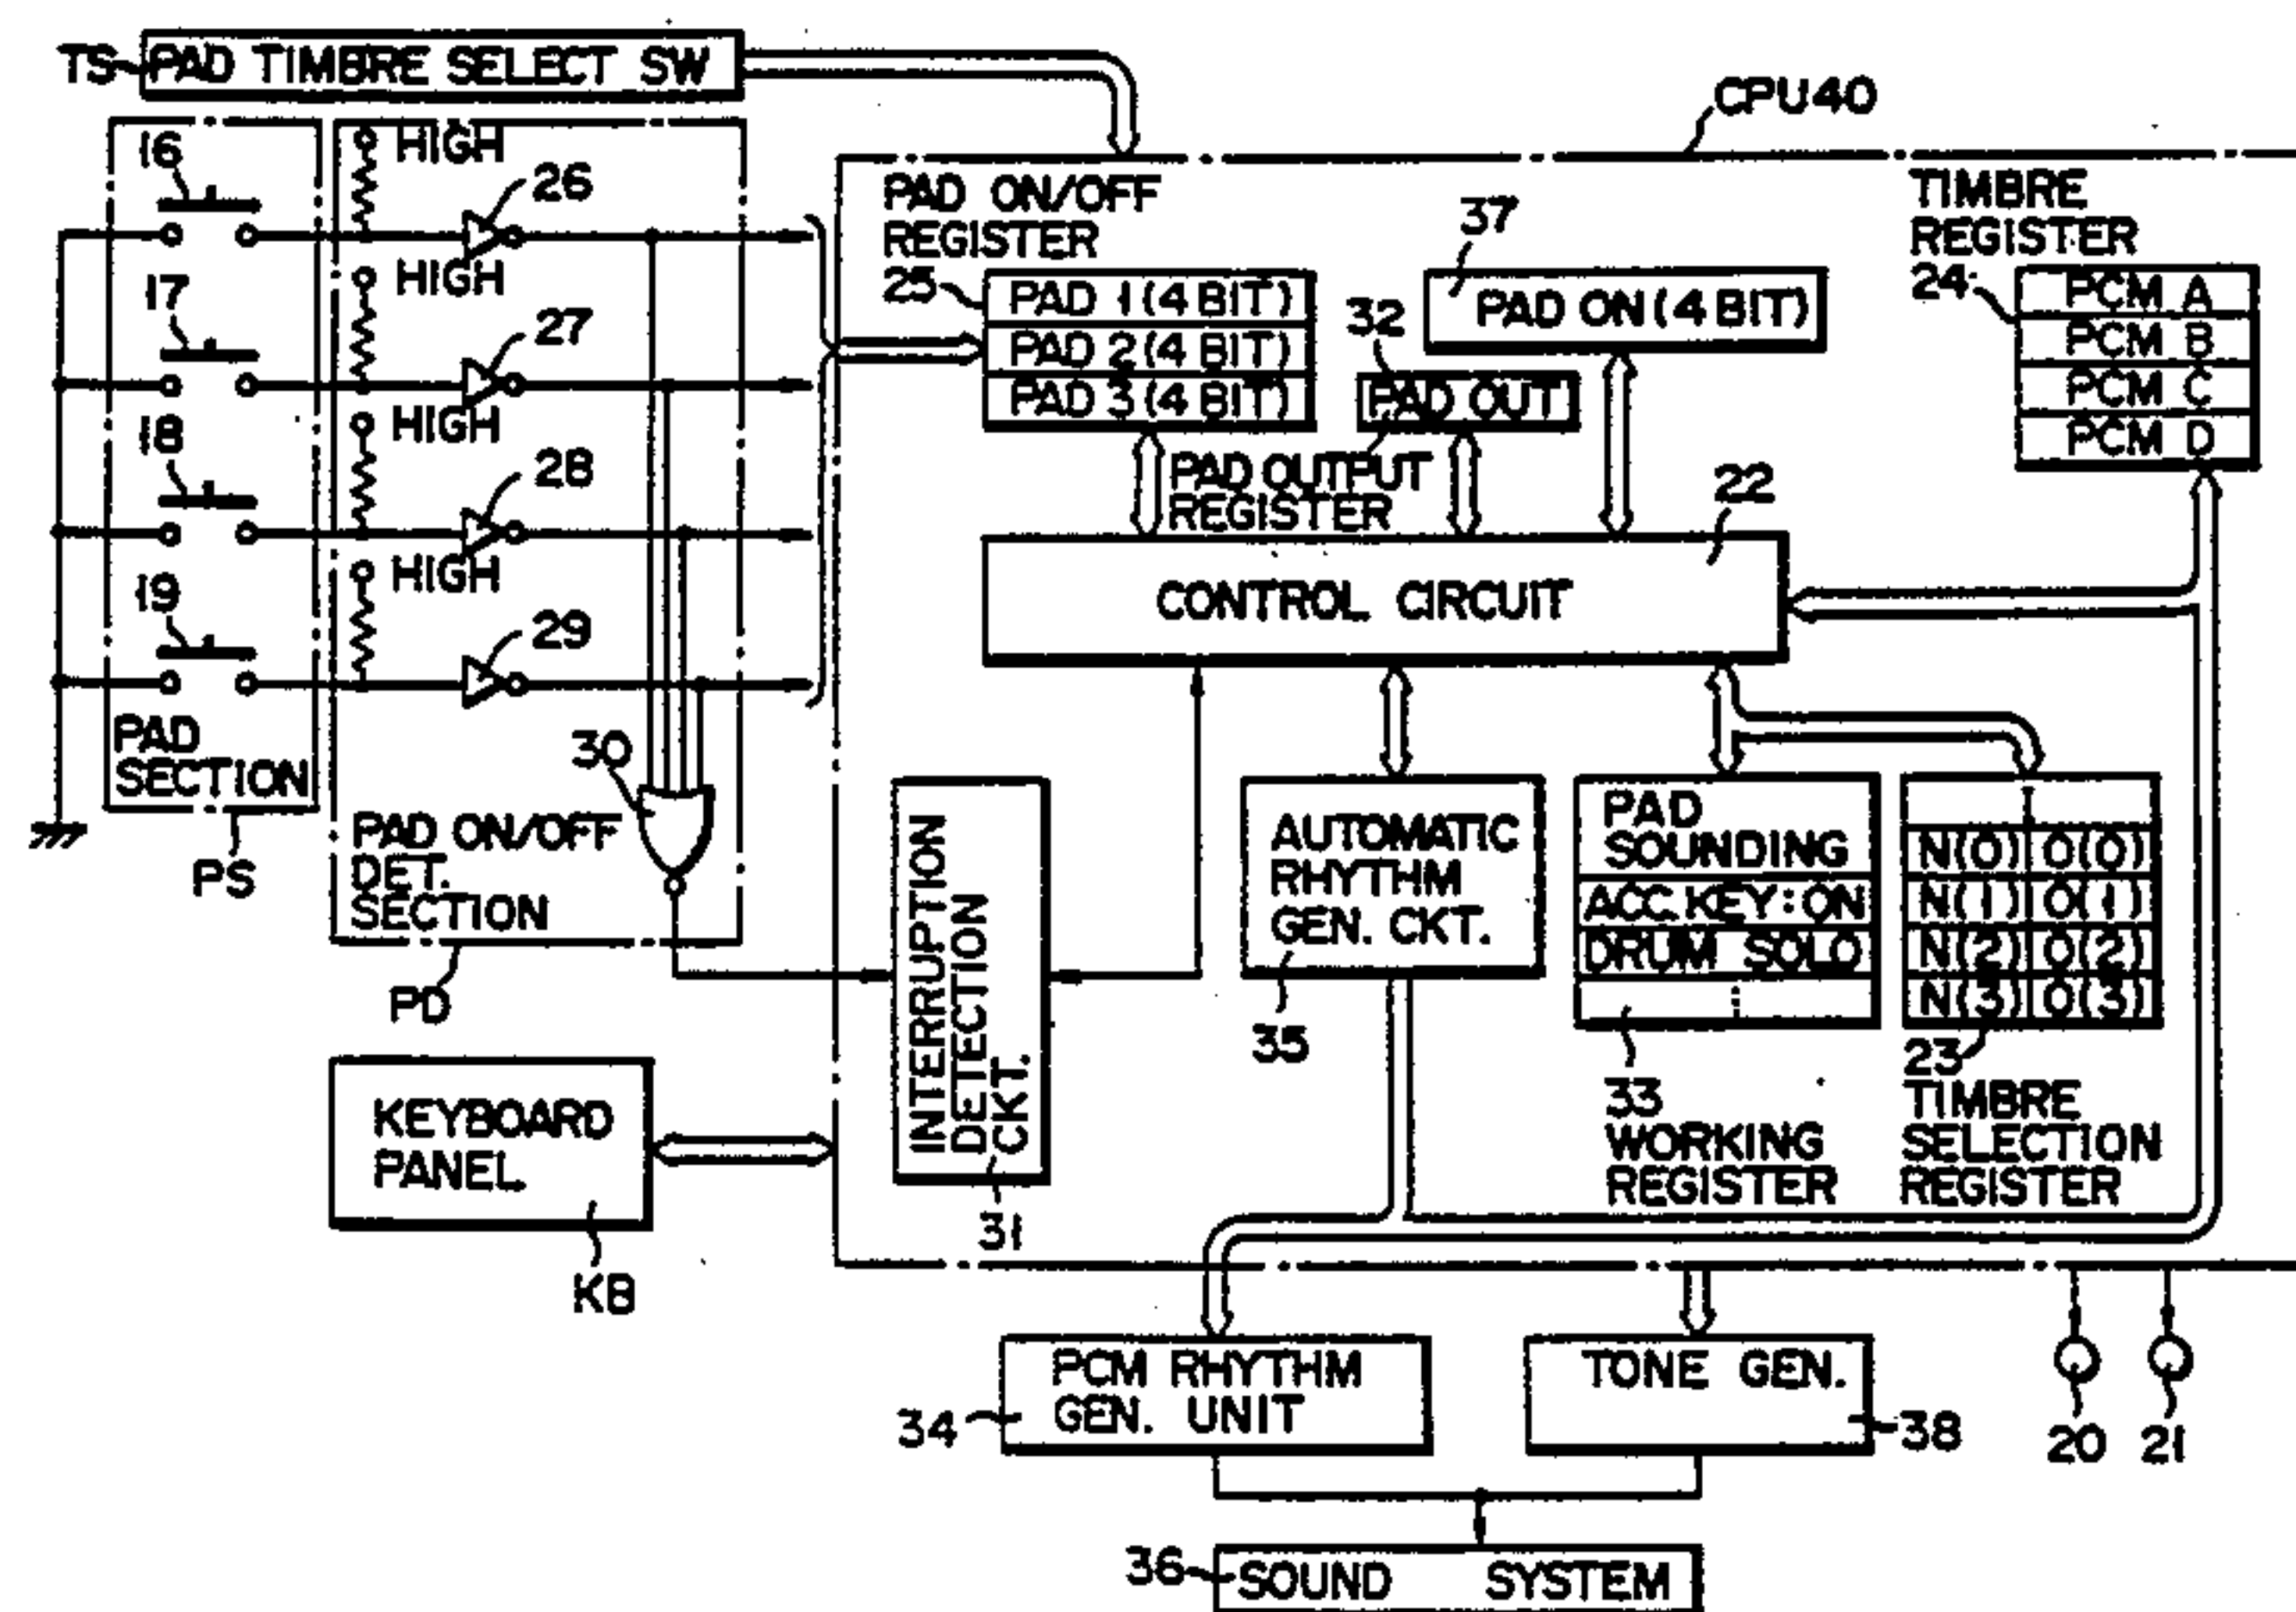 TS
PAD TIMBRE SELECT SW
CPU40
16
HIGH
26
17
HIGH
27
18
HIGH
28
19
HIGH
29
PAD
SECTION
PS
30
PAD ON/OFF
DET.
SECTION
PD
KEYBOARD
PANEL
KB
PAD ON/OFF
REGISTER
25
PAD 1 (4 BIT)
PAD 2 (4 BIT)
PAD 3 (4 BIT)
37
PAD ON (4 BIT)
32
PAD OUT
PAD OUTPUT
REGISTER
TIMBRE
REGISTER
24
PCM A
PCM B
PCM C
PCM D
22
CONTROL CIRCUIT
INTERRUPTION
DETECTION
CKT.
31
AUTOMATIC
RHYTHM
GEN. CKT.
35
PAD
SOUNDING
ACC.KEY:ON
DRUM SOLO
33
WORKING
REGISTER
N(0) O(0)
N(1) O(1)
N(2) O(2)
N(3) O(3)
23
TIMBRE
SELECTION
REGISTER
PCM RHYTHM
GEN. UNIT
34
TONE GEN.
38
20
21
36
SOUND SYSTEM